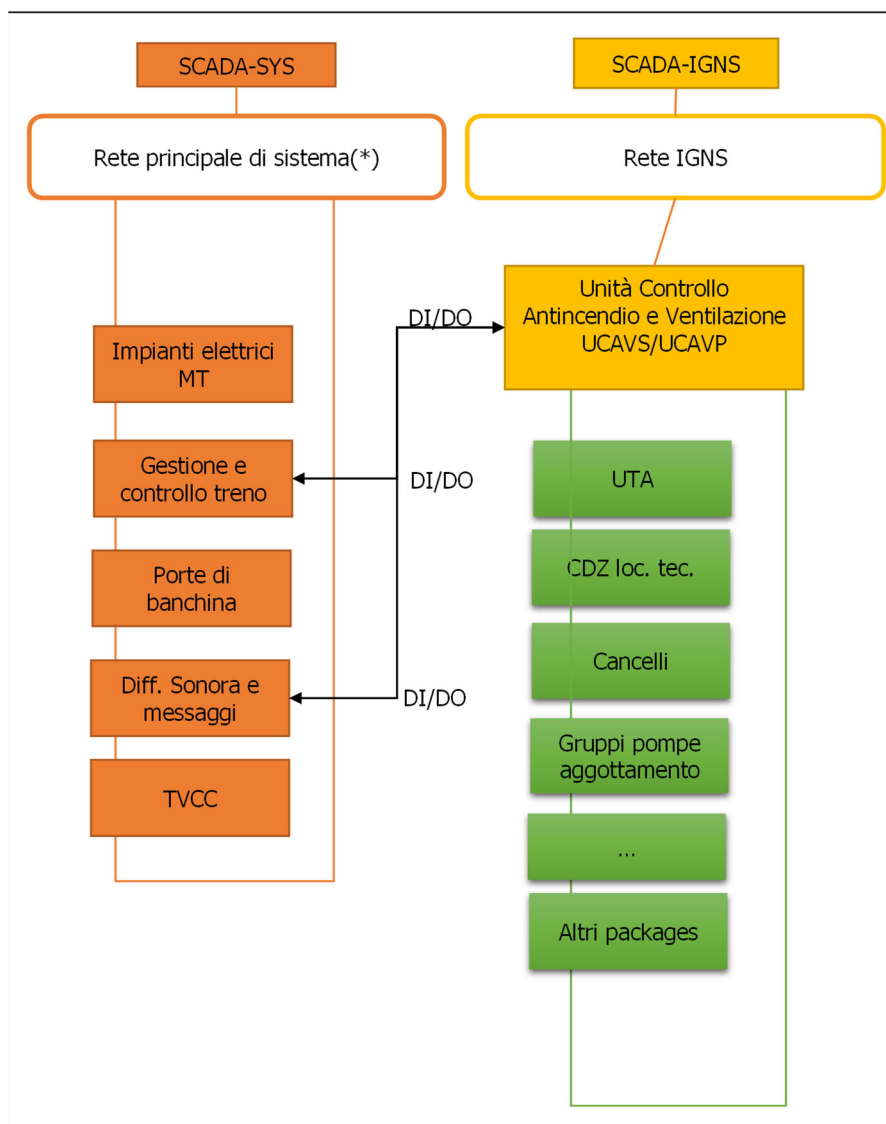 SCADA-SYS
SCADA-IGNS
Rete principale di sistema(*)
Rete IGNS
Unità Controllo
Antincendio e Ventilazione
UCAVS/UCAVP
DI/DO
Impianti elettrici
MT
Gestione e
controllo treno
DI/DO
UTA
Porte di
banchina
CDZ loc. tec.
Cancelli
Diff. Sonora e
messaggi
DI/DO
Gruppi pompe
aggottamento
TVCC
...
Altri packages